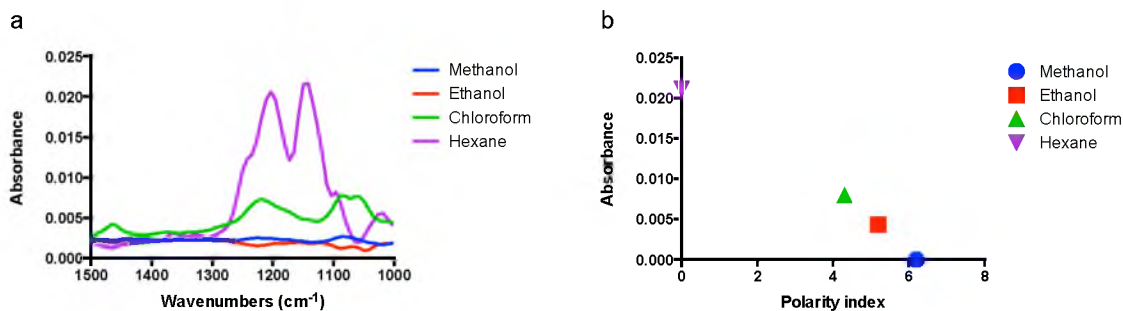 a
0.025
0.020
0.015
0.010
0.005
0.000
Absorbance
1500
1400
1300
1200
1100
1000
Wavenumbers (cm-1)
Methanol
Ethanol
Chloroform
Hexane
b
0.025
0.020
0.015
0.010
0.005
0.000
Absorbance
0
2
4
6
8
Polarity index
Methanol
Ethanol
Chloroform
Hexane